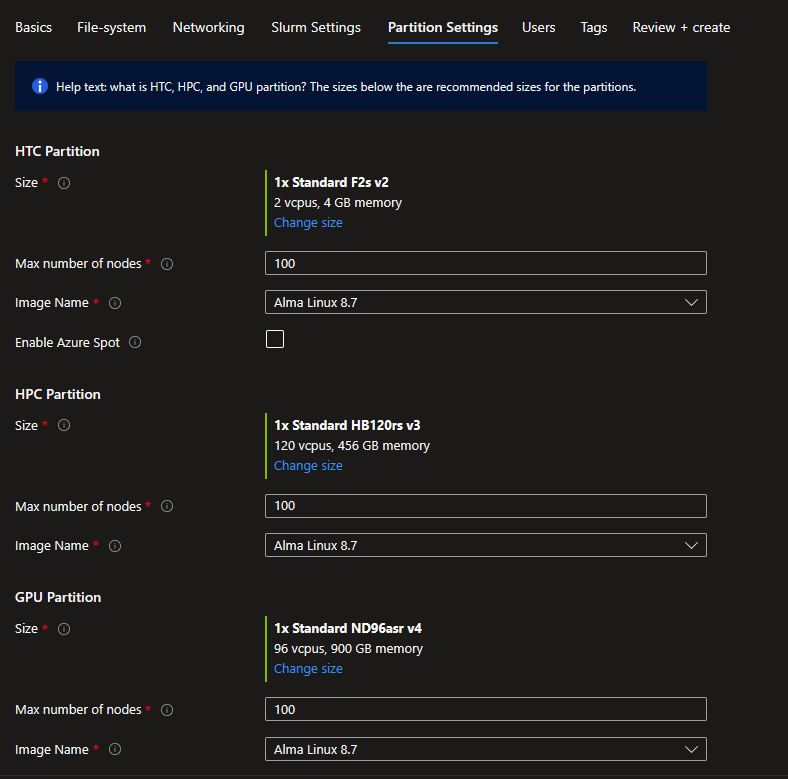 Basics File-system Networking Slurm Settings Partition Settings Users Tags Review + create
Help text: what is HTC, HPC, and GPU partition? The sizes below the are recommended sizes for the partitions.
HTC Partition
Size * 1x Standard F2s v2
2 vcpus, 4 GB memory
Change size
Max number of nodes * 100
Image Name * Alma Linux 8.7
Enable Azure Spot
HPC Partition
Size * 1x Standard HB120rs v3
120 vcpus, 456 GB memory
Change size
Max number of nodes * 100
Image Name * Alma Linux 8.7
GPU Partition
Size * 1x Standard ND96asr v4
96 vcpus, 900 GB memory
Change size
Max number of nodes * 100
Image Name * Alma Linux 8.7